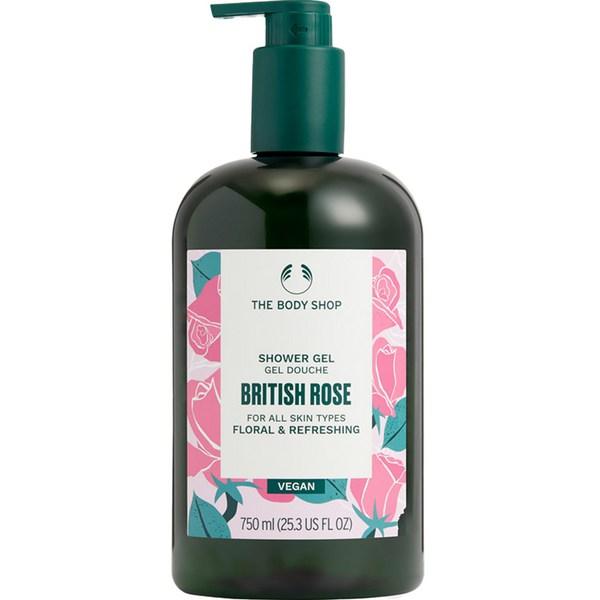 THE BODY SHOP
SHOWER GEL
GEL DOUCHE
BRITISH ROSE
FOR ALL SKIN TYPES
FLORAL & REFRESHING
VEGAN
750 ml (25.3 US FL OZ)